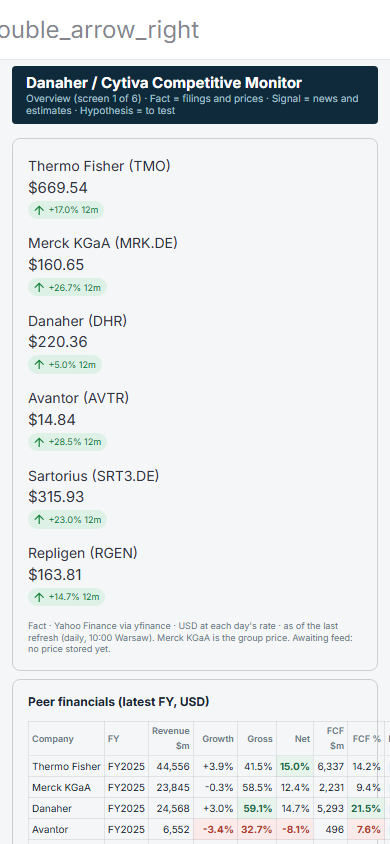 ouble_arrow_right
Danaher / Cytiva Competitive Monitor
Overview (screen 1 of 6) · Fact = filings and prices · Signal = news and
estimates · Hypothesis = to test
Thermo Fisher (TMO)
$669.54
↑ +17.0% 12m
Merck KGaA (MRK.DE)
$160.65
↑ +26.7% 12m
Danaher (DHR)
$220.36
↑ +5.0% 12m
Avantor (AVTR)
$14.84
↑ +28.5% 12m
Sartorius (SRT3.DE)
$315.93
↑ +23.0% 12m
Repligen (RGEN)
$163.81
↑ +14.7% 12m
Fact · Yahoo Finance via yfinance · USD at each day's rate · as of the last
refresh (daily, 10:00 Warsaw). Merck KGaA is the group price. Awaiting feed:
no price stored yet.
Peer financials (latest FY, USD)
Company FY Revenue $m Growth Gross Net FCF $m FCF %
Thermo Fisher FY2025 44,556 +3.9% 41.5% 15.0% 6,337 14.2%
Merck KGaA FY2025 23,845 -0.3% 58.5% 12.4% 2,231 9.4%
Danaher FY2025 24,568 +3.0% 59.1% 14.7% 5,293 21.5%
Avantor FY2025 6,552 -3.4% 32.7% -8.1% 496 7.6%